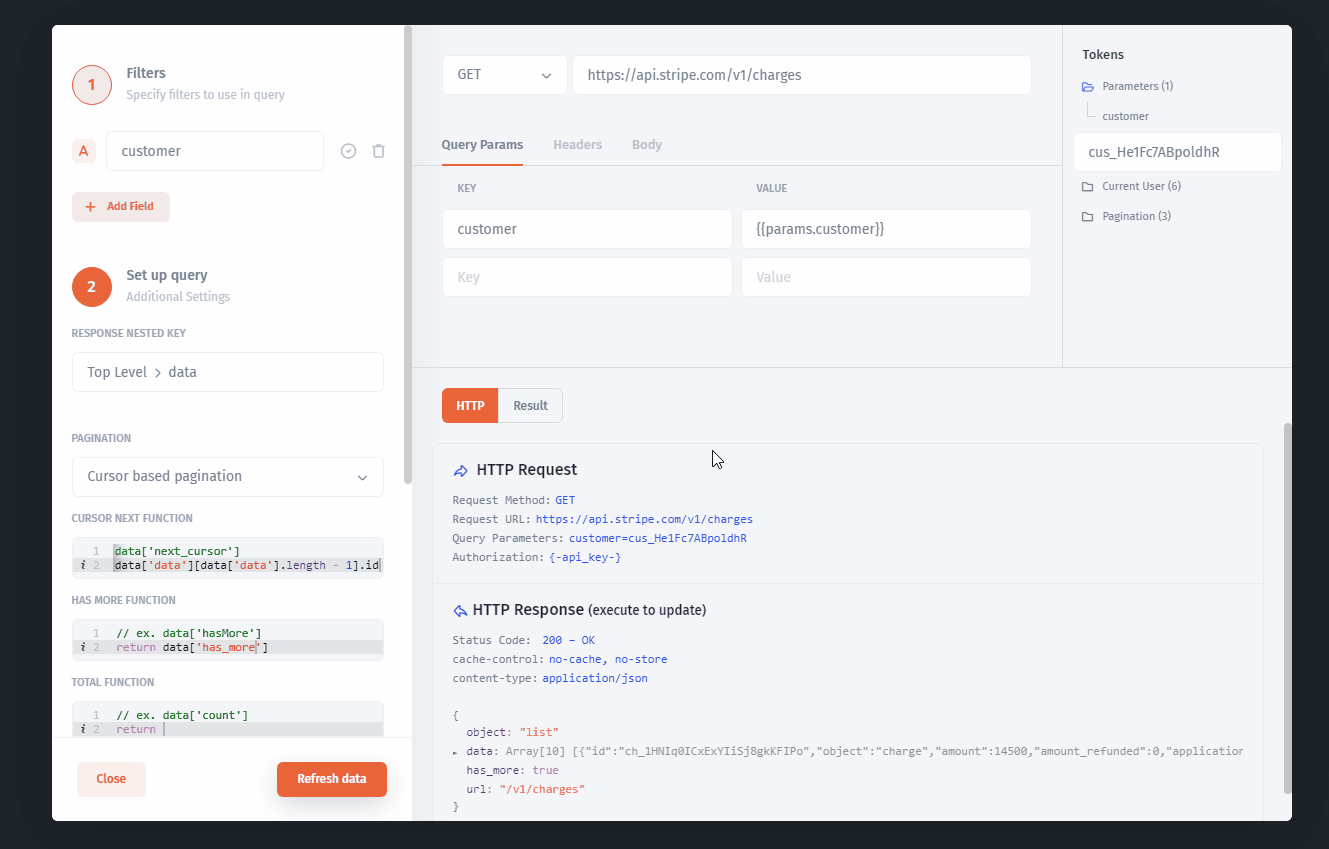 1
Filters
Specify filters to use in query
A
customer
+ Add Field
2
Set up query
Additional Settings
RESPONSE NESTED KEY
Top Level > data
PAGINATION
Cursor based pagination
CURSOR NEXT FUNCTION
1 data['next_cursor']
i 2 data['data'][data['data'].length - 1].id
HAS MORE FUNCTION
1 // ex. data['hasMore']
i 2 return data['has_more']
TOTAL FUNCTION
1 // ex. data['count']
i 2 return
Close
Refresh data
GET
https://api.stripe.com/v1/charges
Query Params Headers Body
KEY VALUE
customer {{params.customer}}
Key Value
HTTP Result
HTTP Request
Request Method: GET
Request URL: https://api.stripe.com/v1/charges
Query Parameters: customer=cus_He1Fc7ABpoldhR
Authorization: {-api_key-}
HTTP Response (execute to update)
Status Code: 200 – OK
cache-control: no-cache, no-store
content-type: application/json
{
object: "list"
data: Array[10] [{"id":"ch_1HNIq0ICxExYIiSj8gkKFIPo","object":"charge","amount":14500,"amount_refunded":0,"application
has_more: true
url: "/v1/charges"
}
Tokens
Parameters (1)
customer
cus_He1Fc7ABpoldhR
Current User (6)
Pagination (3)